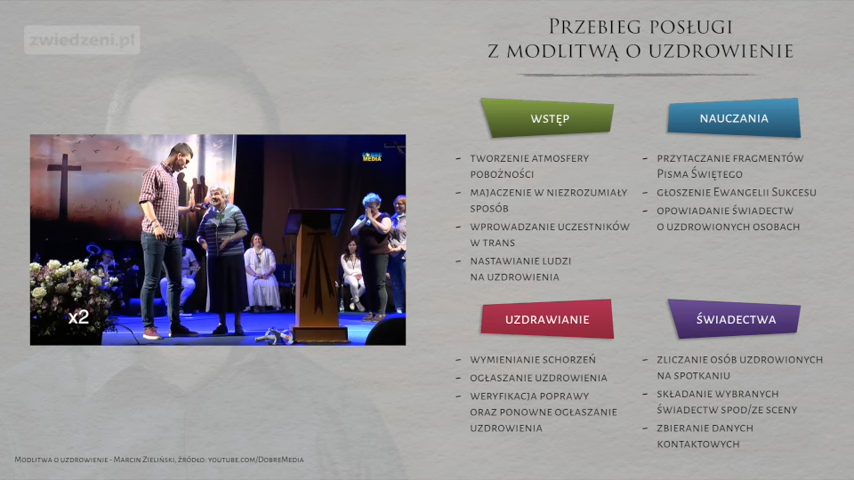 zwiedzeni.pl
Przebieg posługi
z modlitwą o uzdrowienie
DOBRE
MEDIA
x2
WSTĘP
- TWORZENIE ATMOSFERY
POBOŻNOŚCI
- MAJACZENIE W NIEZROZUMIAŁY
SPOSÓB
- WPROWADZANIE UCZESTNIKÓW
W TRANS
- NASTAWIANIE LUDZI
NA UZDROWIENIA
NAUCZANIA
- PRZYTACZANIE FRAGMENTÓW
PISMA ŚWIĘTEGO
- GŁOSZENIE EWANGELII SUKCESU
- OPOWIADANIE ŚWIADECTW
O UZDROWIONYCH OSOBACH
UZDRAWIANIE
- WYMIENIANIE SCHORZEŃ
- OGŁASZANIE UZDROWIENIA
- WERYFIKACJA POPRAWY
ORAZ PONOWNE OGŁASZANIE
UZDROWIENIA
ŚWIADECTWA
- ZLICZANIE OSÓB UZDROWIONYCH
NA SPOTKANIU
- SKŁADANIE WYBRANYCH
ŚWIADECTW SPOD/ZE SCENY
- ZBIERANIE DANYCH
KONTAKTOWYCH
Modlitwa o uzdrowienie - Marcin Zieliński, źródło: youtube.com/DobreMedia